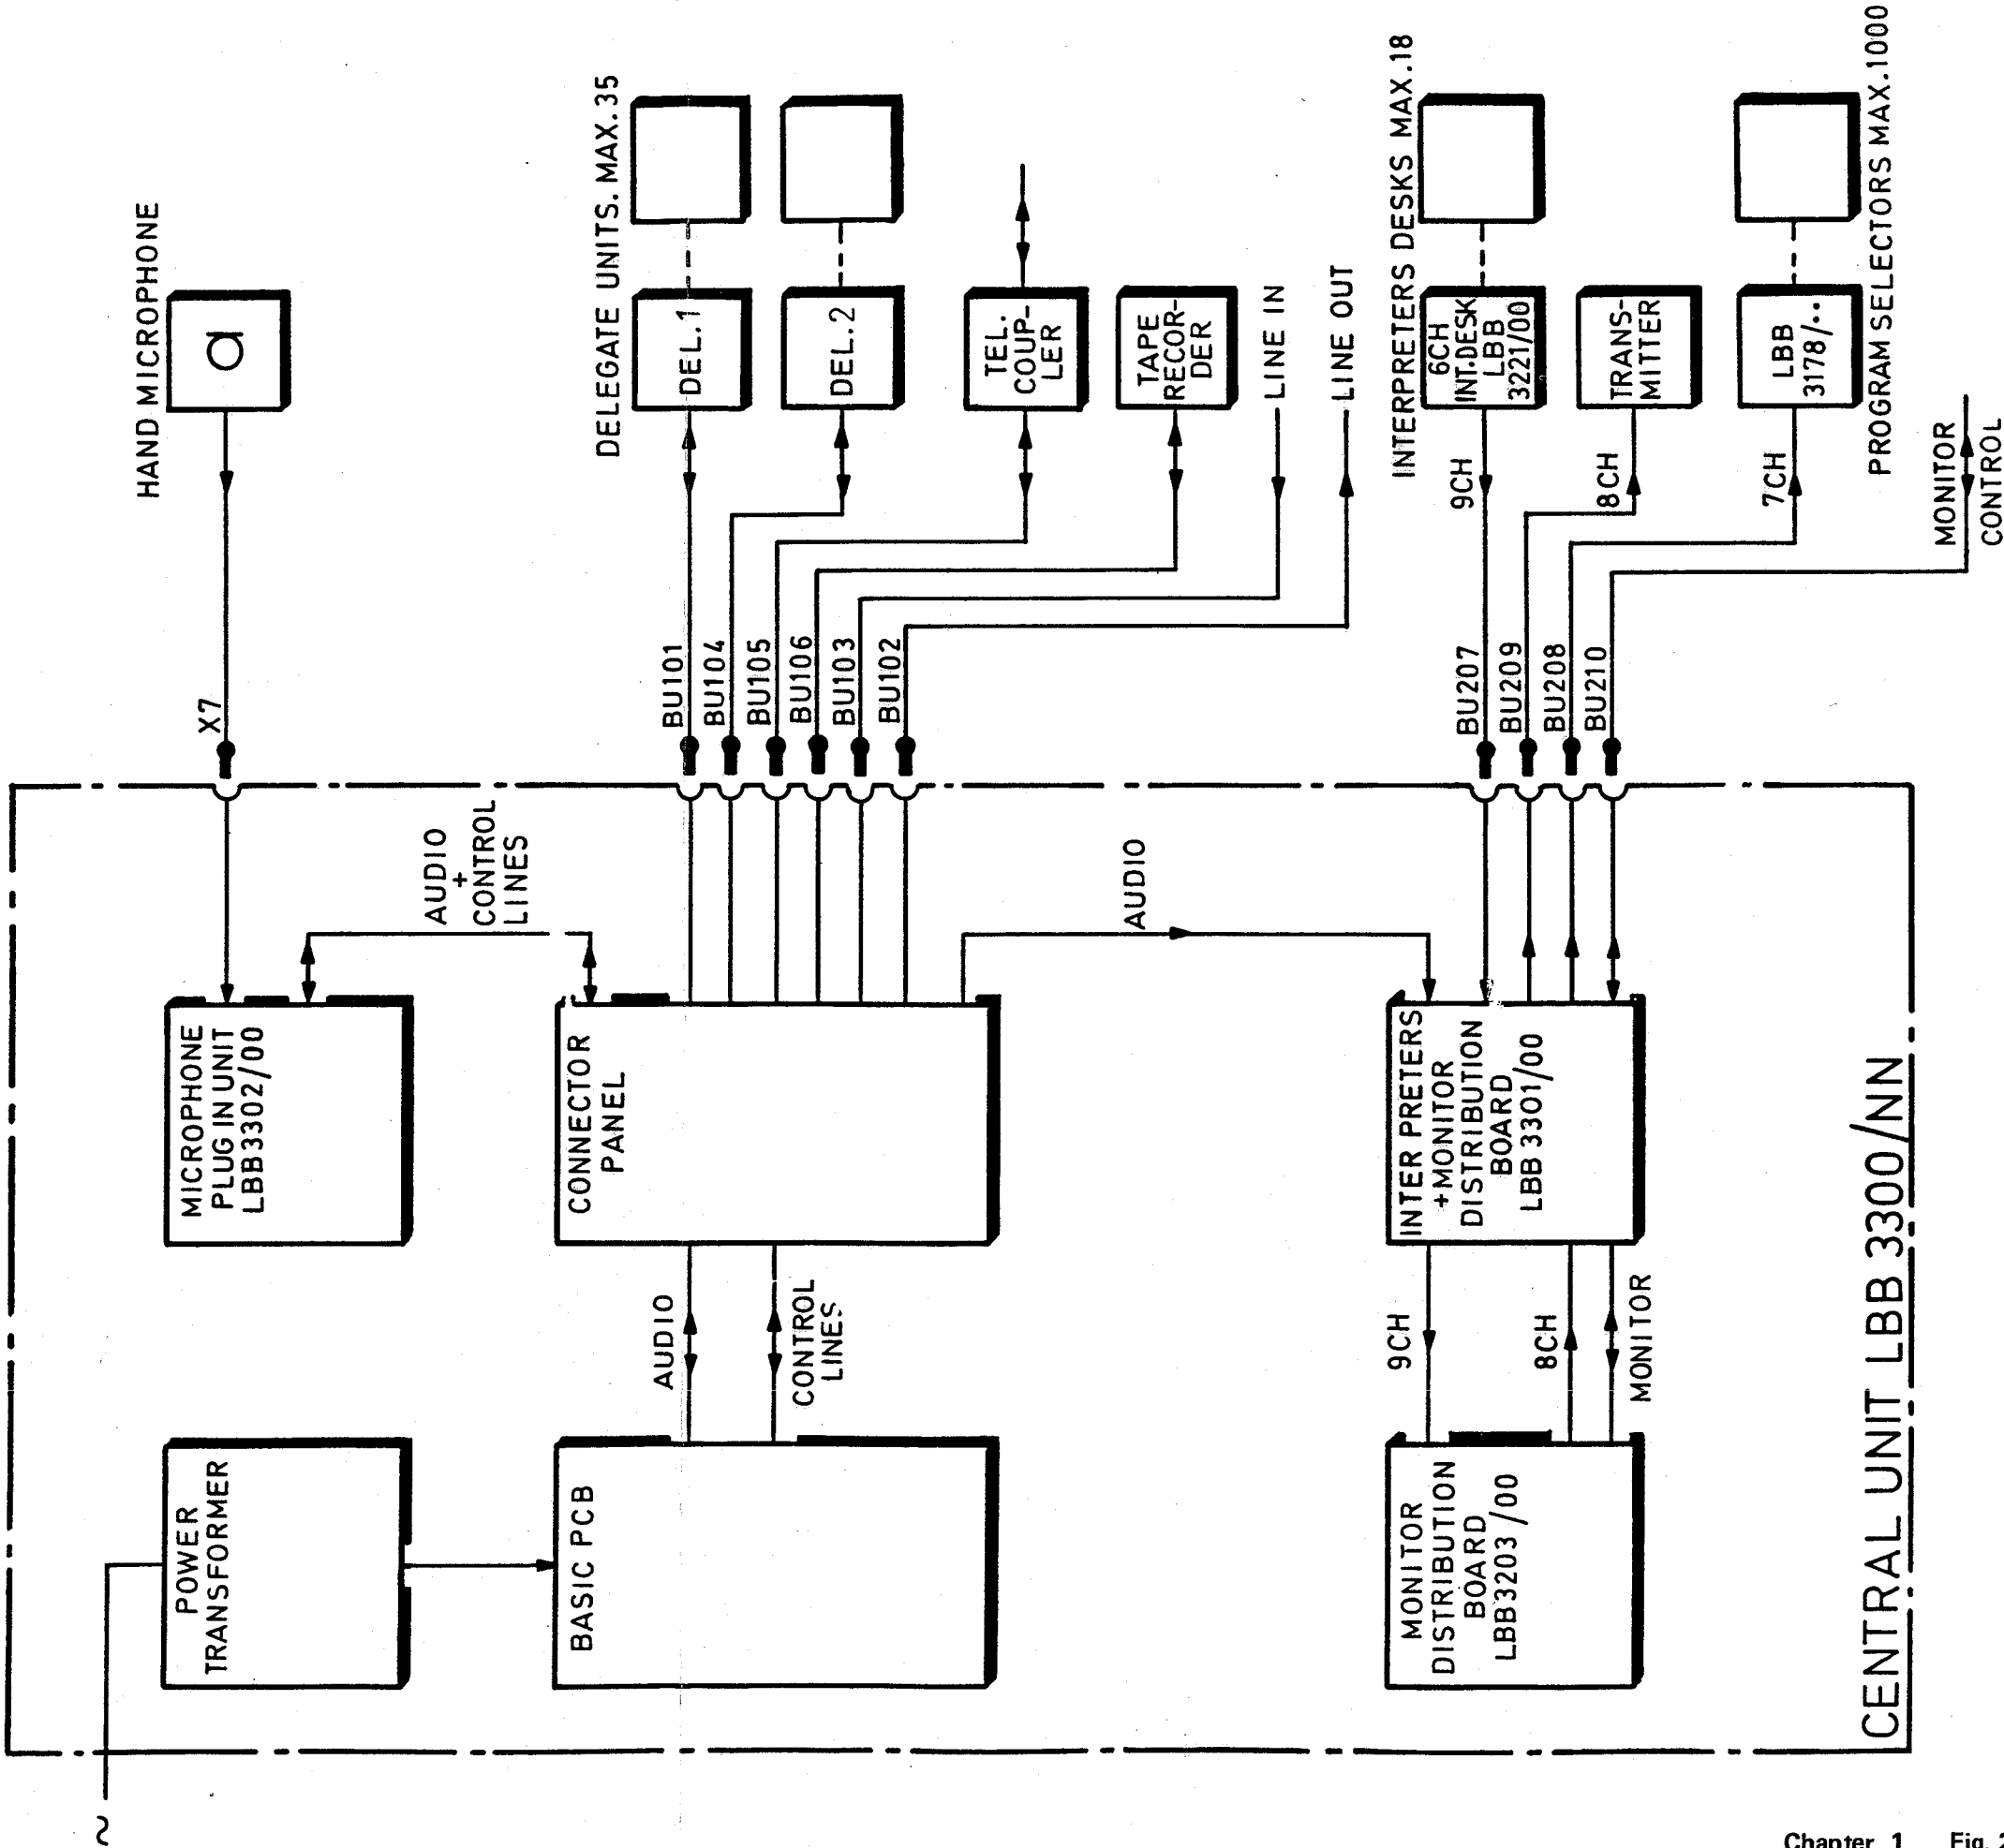 HAND MICROPHONE
X7
MICROPHONE
PLUG IN UNIT
LBB3302/00
POWER
TRANSFORMER
~
AUDIO
+
CONTROL
LINES
DELEGATE UNITS. MAX. 35
DEL.1
DEL.2
TEL.
COUP-
LER
TAPE
RECOR-
DER
LINE IN
LINE OUT
BU101
BU104
BU105
BU106
BU103
BU102
CONNECTOR
PANEL
AUDIO
CONTROL
LINES
BASIC PCB
AUDIO
INTERPRETERS DESKS MAX.18
6CH
INT.DESK
LBB
3221/00
TRANS-
MITTER
LBB
3178/..
PROGRAM SELECTORS MAX.1000
9CH
8CH
7CH
MONITOR
CONTROL
BU207
BU209
BU208
BU210
INTER PRETERS
+MONITOR
DISTRIBUTION
BOARD
LBB 3301/00
9CH
8CH
MONITOR
MONITOR
DISTRIBUTION
BOARD
LBB3203 /00
CENTRAL UNIT LBB 3300/NN
Chapter 1 Fig. 2